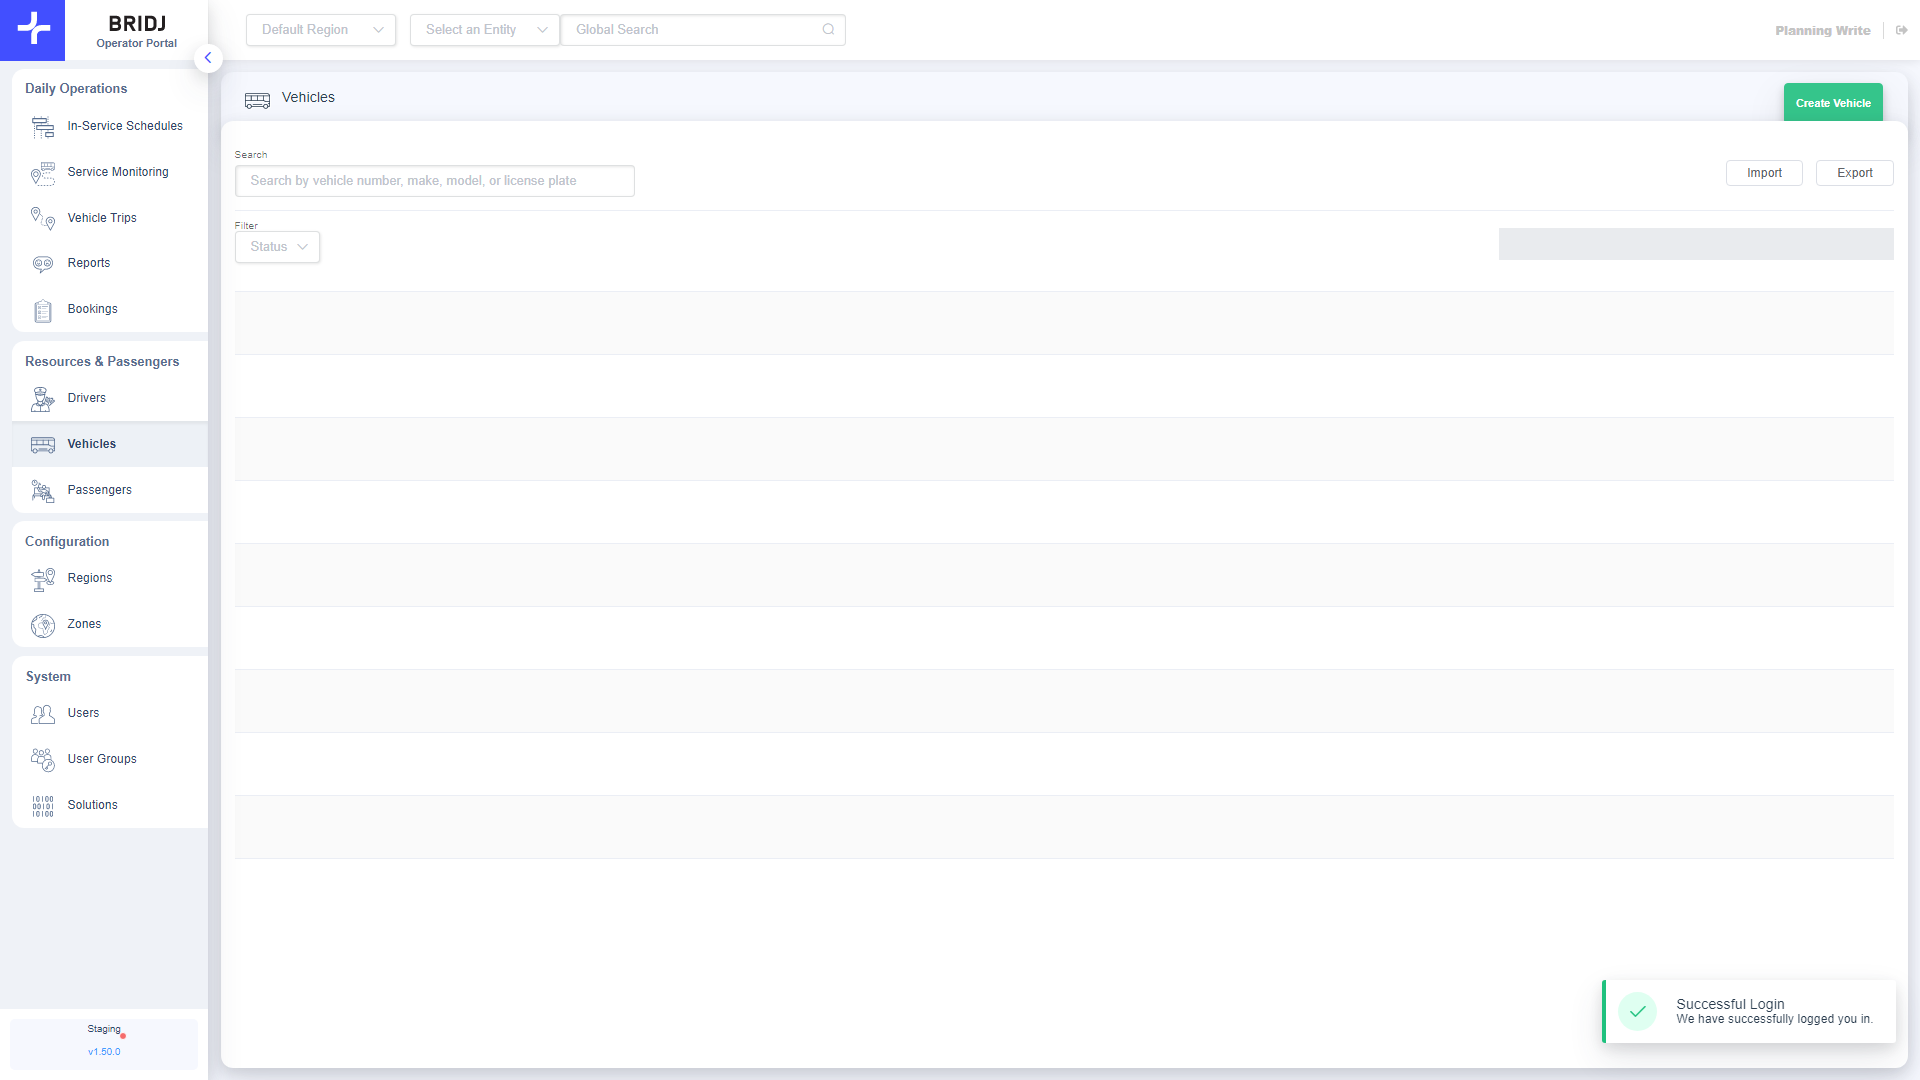 BRIDJ
Operator Portal
Default Region
Select an Entity
Global Search
Planning Write
Daily Operations
In-Service Schedules
Service Monitoring
Vehicle Trips
Reports
Bookings
Resources & Passengers
Drivers
Vehicles
Passengers
Configuration
Regions
Zones
System
Users
User Groups
10100
00101
10100
Solutions
Staging
v1.50.0
Vehicles
Create Vehicle
Search
Search by vehicle number, make, model, or license plate
Import
Export
Filter
Status
Successful Login
We have successfully logged you in.